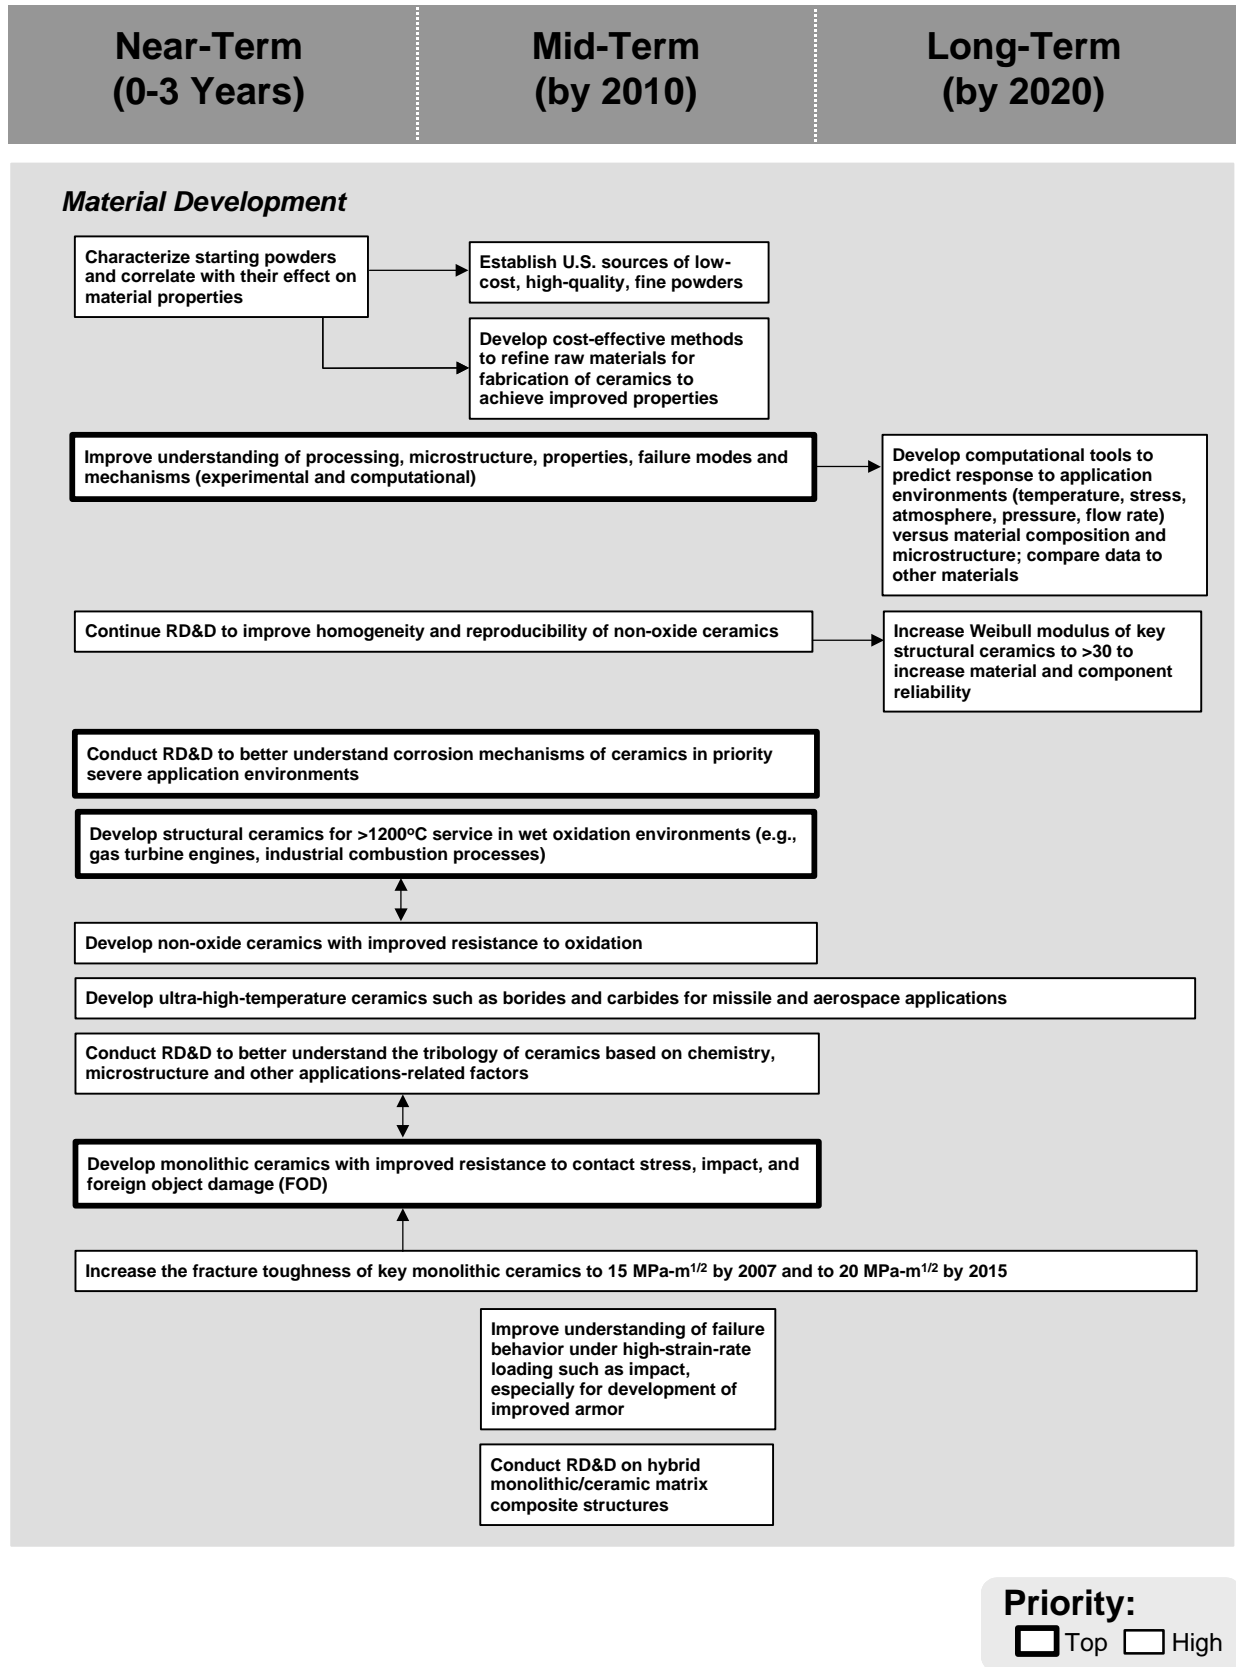 Near-Term
(0-3 Years)
Mid-Term
(by 2010)
Long-Term
(by 2020)
Material Development
Characterize starting powders
and correlate with their effect on
material properties
Establish U.S. sources of low-
cost, high-quality, fine powders
Develop cost-effective methods
to refine raw materials for
fabrication of ceramics to
achieve improved properties
Improve understanding of processing, microstructure, properties, failure modes and
mechanisms (experimental and computational)
Develop computational tools to
predict response to application
environments (temperature, stress,
atmosphere, pressure, flow rate)
versus material composition and
microstructure; compare data to
other materials
Continue RD&D to improve homogeneity and reproducibility of non-oxide ceramics
Increase Weibull modulus of key
structural ceramics to >30 to
increase material and component
reliability
Conduct RD&D to better understand corrosion mechanisms of ceramics in priority
severe application environments
Develop structural ceramics for >1200ºC service in wet oxidation environments (e.g.,
gas turbine engines, industrial combustion processes)
Develop non-oxide ceramics with improved resistance to oxidation
Develop ultra-high-temperature ceramics such as borides and carbides for missile and aerospace applications
Conduct RD&D to better understand the tribology of ceramics based on chemistry,
microstructure and other applications-related factors
Develop monolithic ceramics with improved resistance to contact stress, impact, and
foreign object damage (FOD)
Increase the fracture toughness of key monolithic ceramics to 15 MPa-m1/2 by 2007 and to 20 MPa-m1/2 by 2015
Improve understanding of failure
behavior under high-strain-rate
loading such as impact,
especially for development of
improved armor
Conduct RD&D on hybrid
monolithic/ceramic matrix
composite structures
Priority:
Top High